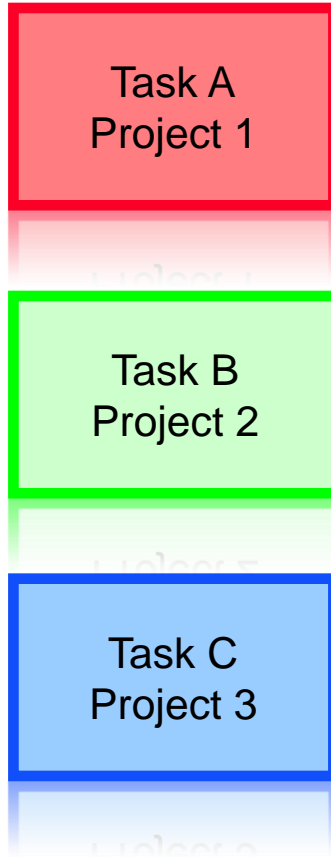 Task A
Project 1
Task B
Project 2
Task C
Project 3